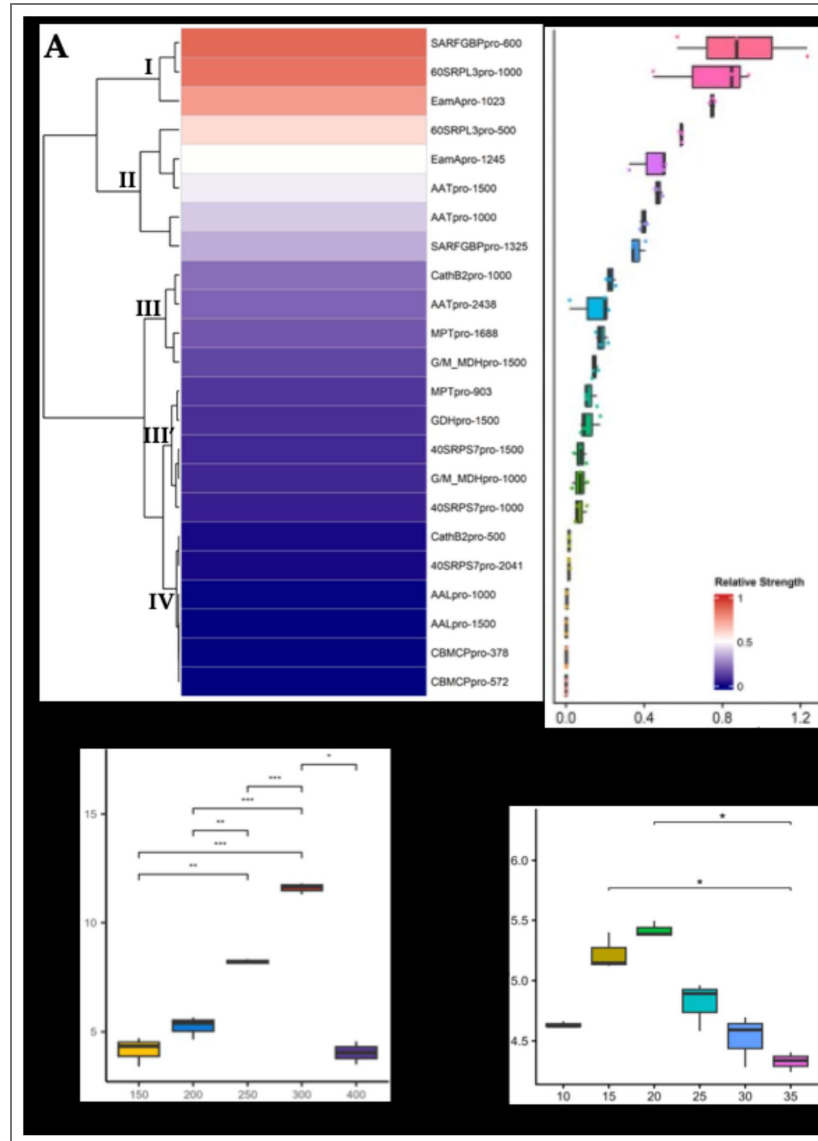 A
I
II
III
III′
IV
SARFGBPpro-600
60SRPL3pro-1000
EamApro-1023
60SRPL3pro-500
EamApro-1245
AATpro-1500
AATpro-1000
SARFGBPpro-1325
CathB2pro-1000
AATpro-2438
MPTpro-1688
G/M_MDHpro-1500
MPTpro-903
GDHpro-1500
40SRPS7pro-1500
G/M_MDHpro-1000
40SRPS7pro-1000
CathB2pro-500
40SRPS7pro-2041
AALpro-1000
AALpro-1500
CBMCPpro-378
CBMCPpro-572
Relative Strength
1
0.5
0
0.0 0.4 0.8 1.2
*
***
***
**
***
**
15
10
5
150 200 250 300 400
*
*
6.0
5.5
5.0
4.5
10 15 20 25 30 35